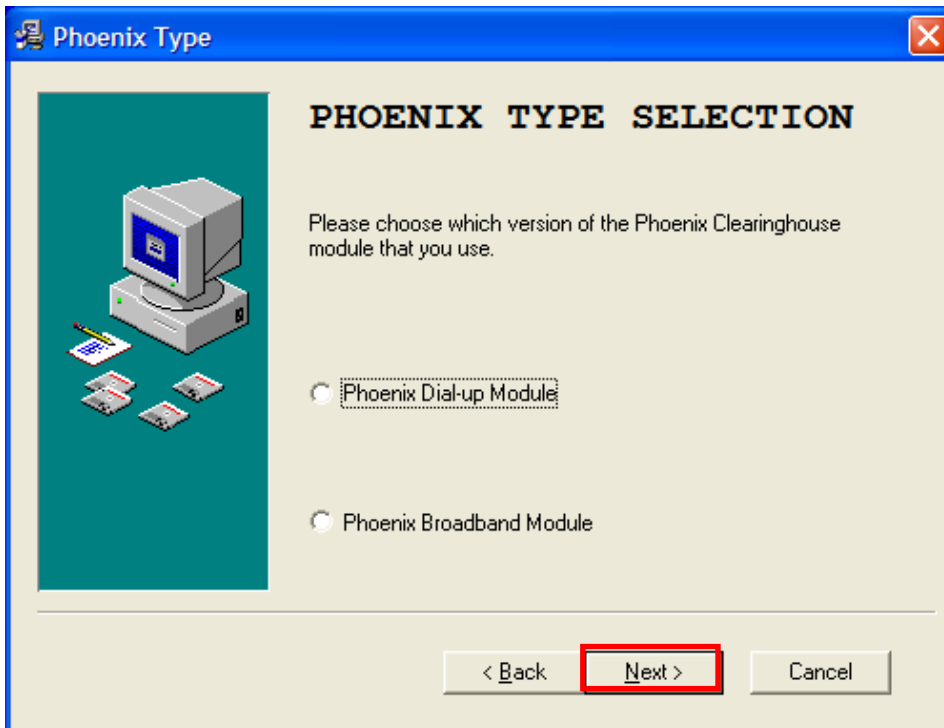 Phoenix Type
PHOENIX TYPE SELECTION
Please choose which version of the Phoenix Clearinghouse
module that you use.
Phoenix Dial-up Module
Phoenix Broadband Module
< Back
Next >
Cancel